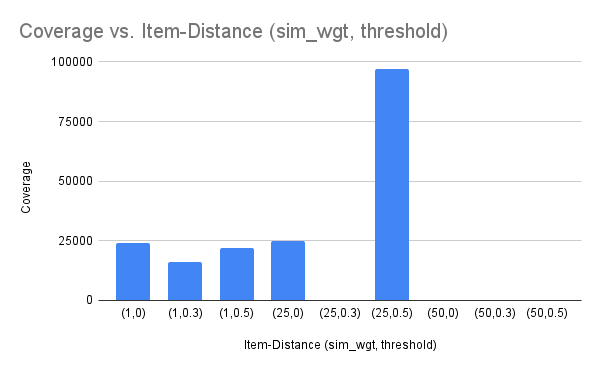 Coverage vs. Item-Distance (sim_wgt, threshold)
100000
75000
50000
25000
0
Coverage
(1,0) (1,0.3) (1,0.5) (25,0) (25,0.3) (25,0.5) (50,0) (50,0.3) (50,0.5)
Item-Distance (sim_wgt, threshold)